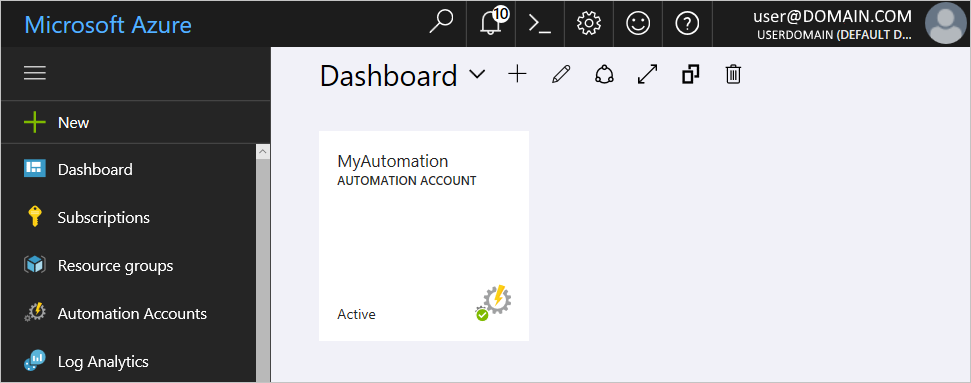 Microsoft Azure
10
user@DOMAIN.COM
USERDOMAIN (DEFAULT D...
Dashboard
New
Dashboard
Subscriptions
Resource groups
Automation Accounts
Log Analytics
MyAutomation
AUTOMATION ACCOUNT
Active